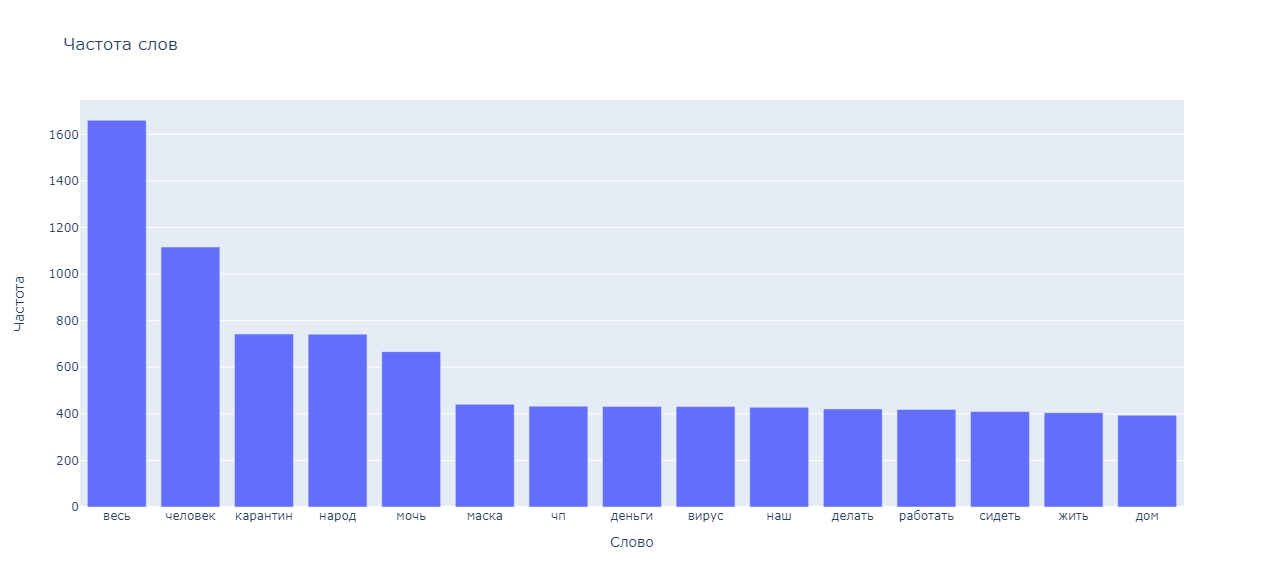 Частота слов
Частота
1600
1400
1200
1000
800
600
400
200
0
весь человек карантин народ мочь маска чп деньги вирус наш делать работать сидеть жить дом
Слово